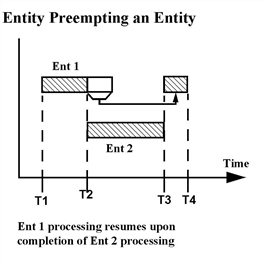 Entity Preempting an Entity
Ent 1
Ent 2
Time
T1 T2 T3 T4
Ent 1 processing resumes upon
completion of Ent 2 processing